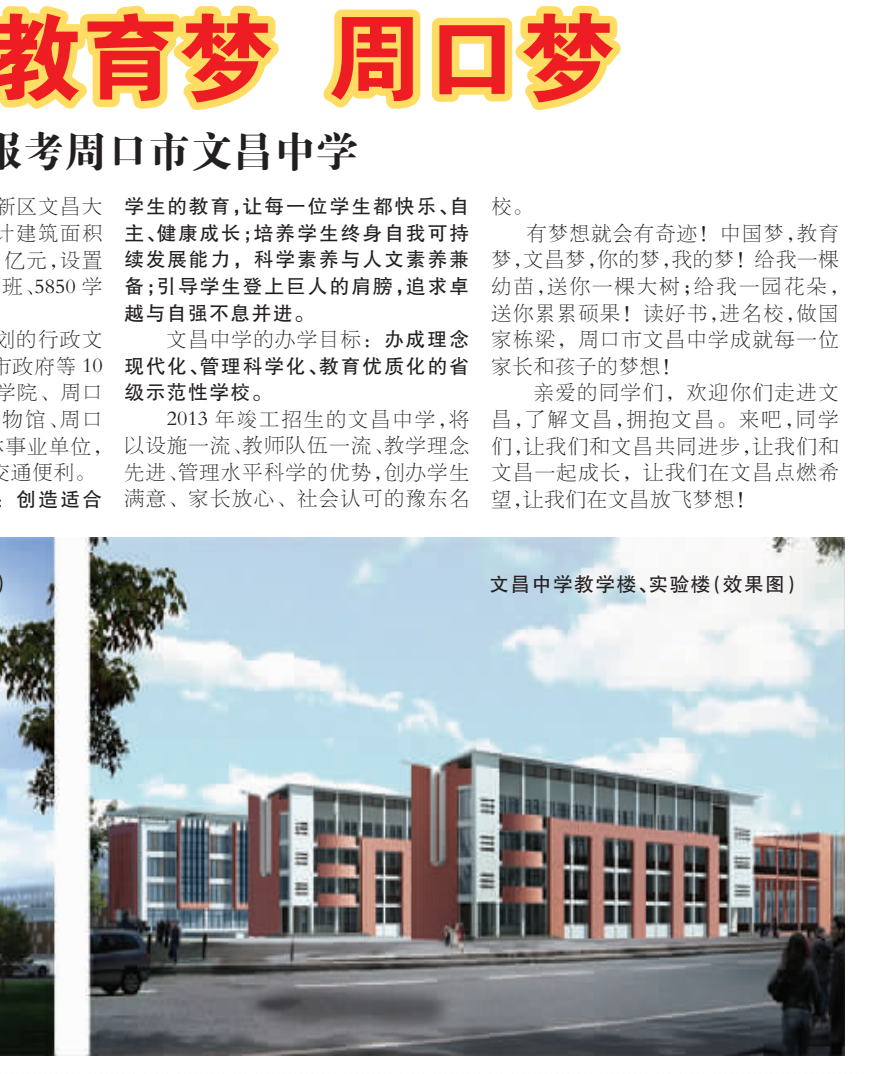 教育梦 周口梦
报考周口市文昌中学
新区文昌大
计建筑面积
亿元,设置
班、5850 学
划的行政文
市政府等 10
学院、周口
物馆、周口
事业单位,
交通便利。
:创造适合
学生的教育,让每一位学生都快乐、自
主、健康成长;培养学生终身自我可持
续发展能力，科学素养与人文素养兼
备;引导学生登上巨人的肩膀,追求卓
越与自强不息并进。
文昌中学的办学目标：办成理念
现代化、管理科学化、教育优质化的省
级示范性学校。
2013 年竣工招生的文昌中学,将
以设施一流、教师队伍一流、教学理念
先进、管理水平科学的优势,创办学生
满意、家长放心、社会认可的豫东名
校。
有梦想就会有奇迹！中国梦,教育
梦,文昌梦,你的梦,我的梦！给我一棵
幼苗,送你一棵大树;给我一园花朵,
送你累累硕果！读好书,进名校,做国
家栋梁，周口市文昌中学成就每一位
家长和孩子的梦想！
亲爱的同学们，欢迎你们走进文
昌,了解文昌,拥抱文昌。来吧,同学
们,让我们和文昌共同进步,让我们和
文昌一起成长，让我们在文昌点燃希
望,让我们在文昌放飞梦想！
)
文昌中学教学楼、实验楼(效果图)